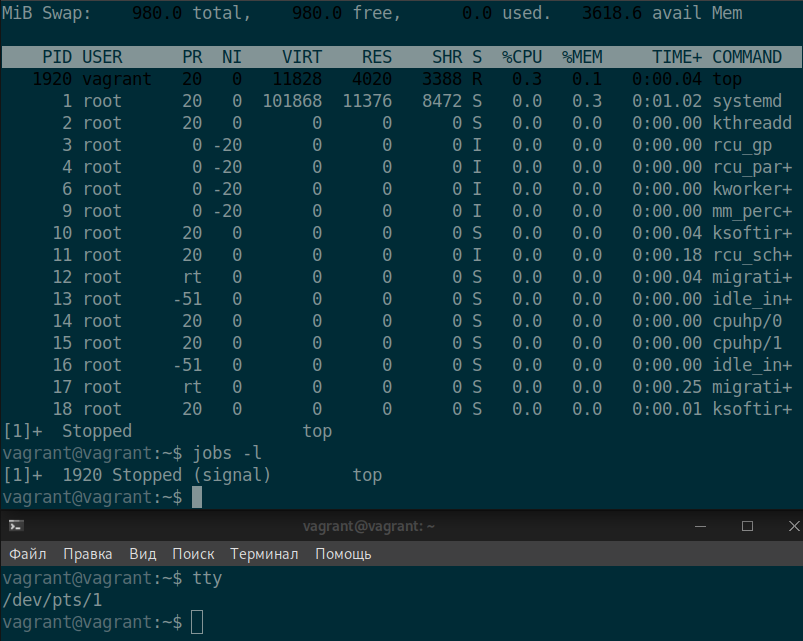 MiB Swap:    980.0 total,    980.0 free,      0.0 used.   3618.6 avail Mem
    PID USER      PR  NI    VIRT    RES    SHR S  %CPU  %MEM     TIME+ COMMAND
   1920 vagrant   20   0   11828   4020   3388 R   0.3   0.1   0:00.04 top
      1 root      20   0  101868  11376   8472 S   0.0   0.3   0:01.02 systemd
      2 root      20   0       0      0      0 S   0.0   0.0   0:00.00 kthreadd
      3 root       0 -20       0      0      0 I   0.0   0.0   0:00.00 rcu_gp
      4 root       0 -20       0      0      0 I   0.0   0.0   0:00.00 rcu_par+
      6 root       0 -20       0      0      0 I   0.0   0.0   0:00.00 kworker+
      9 root       0 -20       0      0      0 I   0.0   0.0   0:00.00 mm_perc+
     10 root      20   0       0      0      0 S   0.0   0.0   0:00.04 ksoftir+
     11 root      20   0       0      0      0 I   0.0   0.0   0:00.18 rcu_sch+
     12 root      rt   0       0      0      0 S   0.0   0.0   0:00.04 migrati+
     13 root     -51   0       0      0      0 S   0.0   0.0   0:00.00 idle_in+
     14 root      20   0       0      0      0 S   0.0   0.0   0:00.00 cpuhp/0
     15 root      20   0       0      0      0 S   0.0   0.0   0:00.00 cpuhp/1
     16 root     -51   0       0      0      0 S   0.0   0.0   0:00.00 idle_in+
     17 root      rt   0       0      0      0 S   0.0   0.0   0:00.25 migrati+
     18 root      20   0       0      0      0 S   0.0   0.0   0:00.01 ksoftir+
[1]+  Stopped                 top
vagrant@vagrant:~$ jobs -l
[1]+  1920 Stopped (signal)        top
vagrant@vagrant:~$
vagrant@vagrant: ~
Файл Правка Вид Поиск Терминал Помощь
vagrant@vagrant:~$ tty
/dev/pts/1
vagrant@vagrant:~$